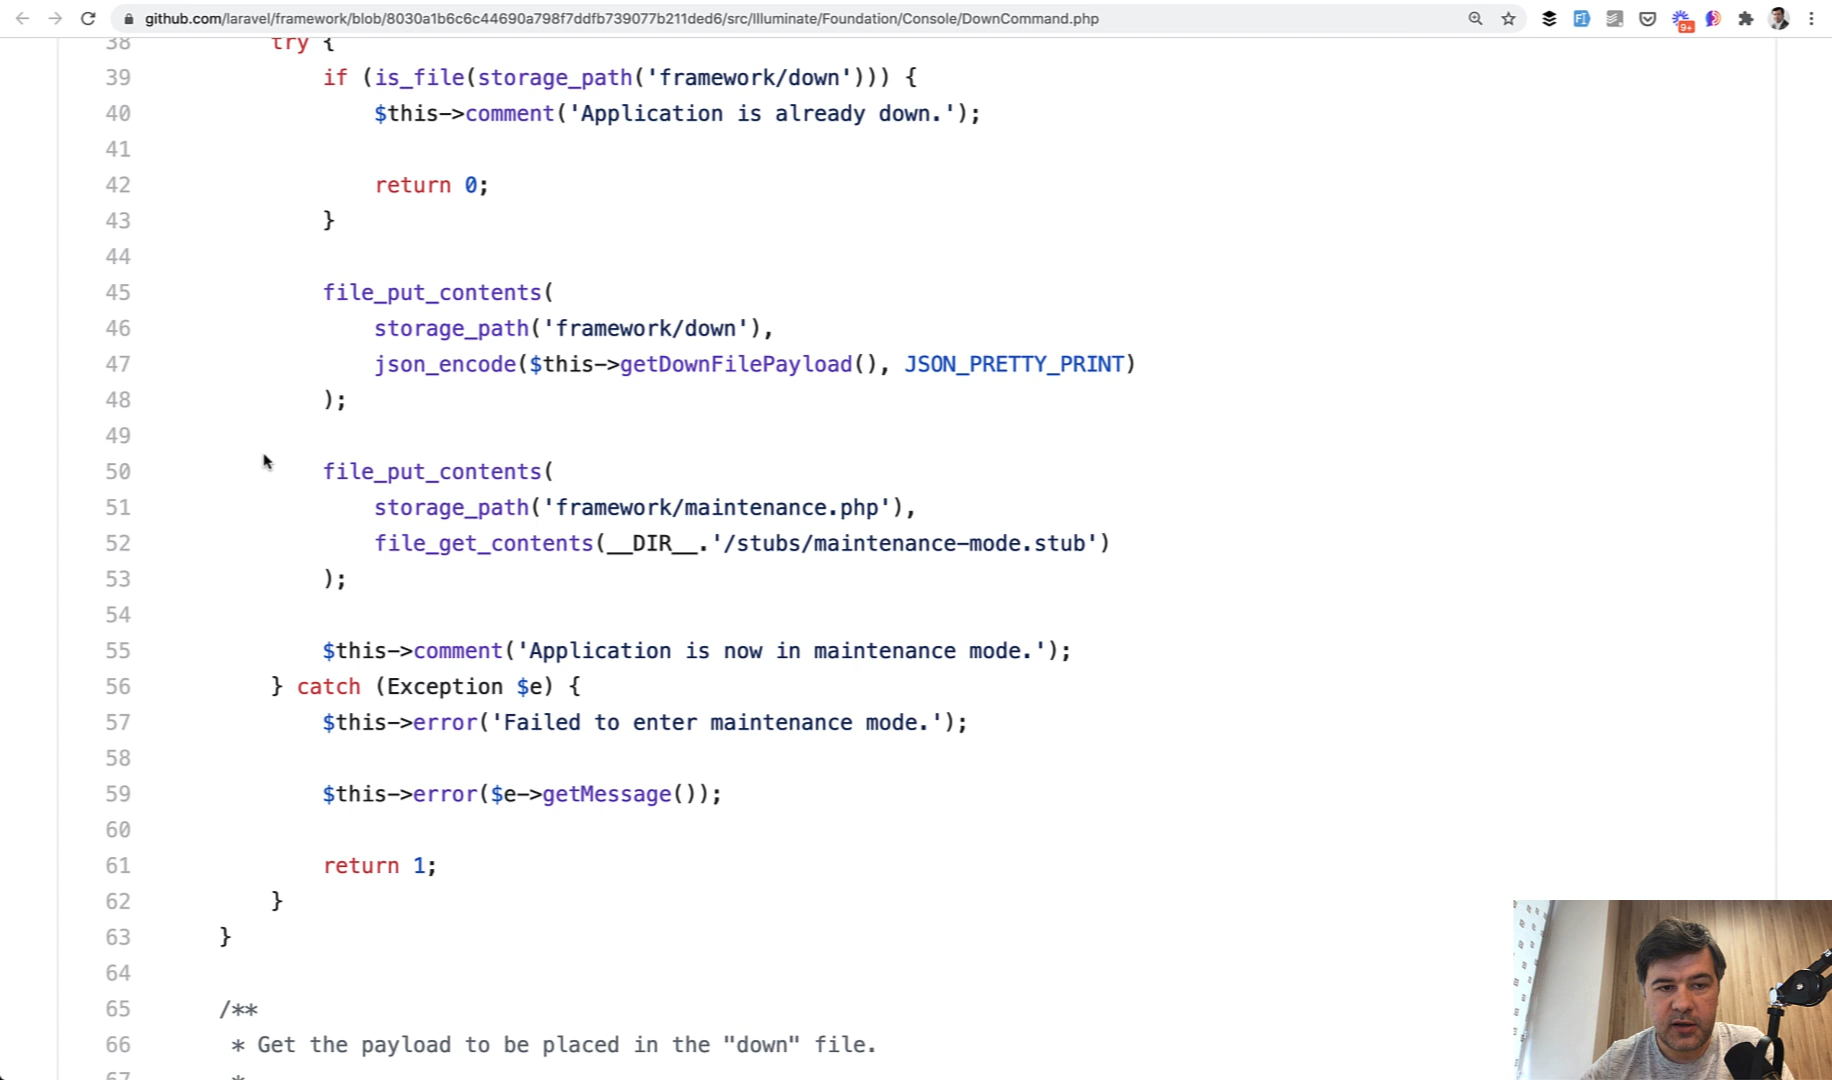 github.com/laravel/framework/blob/8030a1b6c6c44690a798f7ddfb739077b211ded6/src/Illuminate/Foundation/Console/DownCommand.php
9+
38 try {
39 if (is_file(storage_path('framework/down'))) {
40 $this->comment('Application is already down.');
41
42 return 0;
43 }
44
45 file_put_contents(
46 storage_path('framework/down'),
47 json_encode($this->getDownFilePayload(), JSON_PRETTY_PRINT)
48 );
49
50 file_put_contents(
51 storage_path('framework/maintenance.php'),
52 file_get_contents(__DIR__.'/stubs/maintenance-mode.stub')
53 );
54
55 $this->comment('Application is now in maintenance mode.');
56 } catch (Exception $e) {
57 $this->error('Failed to enter maintenance mode.');
58
59 $this->error($e->getMessage());
60
61 return 1;
62 }
63 }
64
65 /**
66 * Get the payload to be placed in the "down" file.
67 *